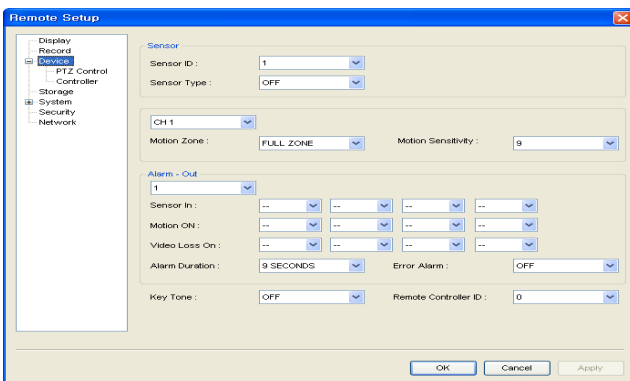 Remote Setup
Display
Record
Device
PTZ Control
Controller
Storage
System
Security
Network
Sensor
Sensor ID : 1
Sensor Type : OFF
CH 1
Motion Zone : FULL ZONE Motion Sensitivity : 9
Alarm - Out
1
Sensor In : -- -- -- --
Motion ON : -- -- -- --
Video Loss On : -- -- -- --
Alarm Duration : 9 SECONDS Error Alarm : OFF
Key Tone : OFF Remote Controller ID : 0
OK Cancel Apply